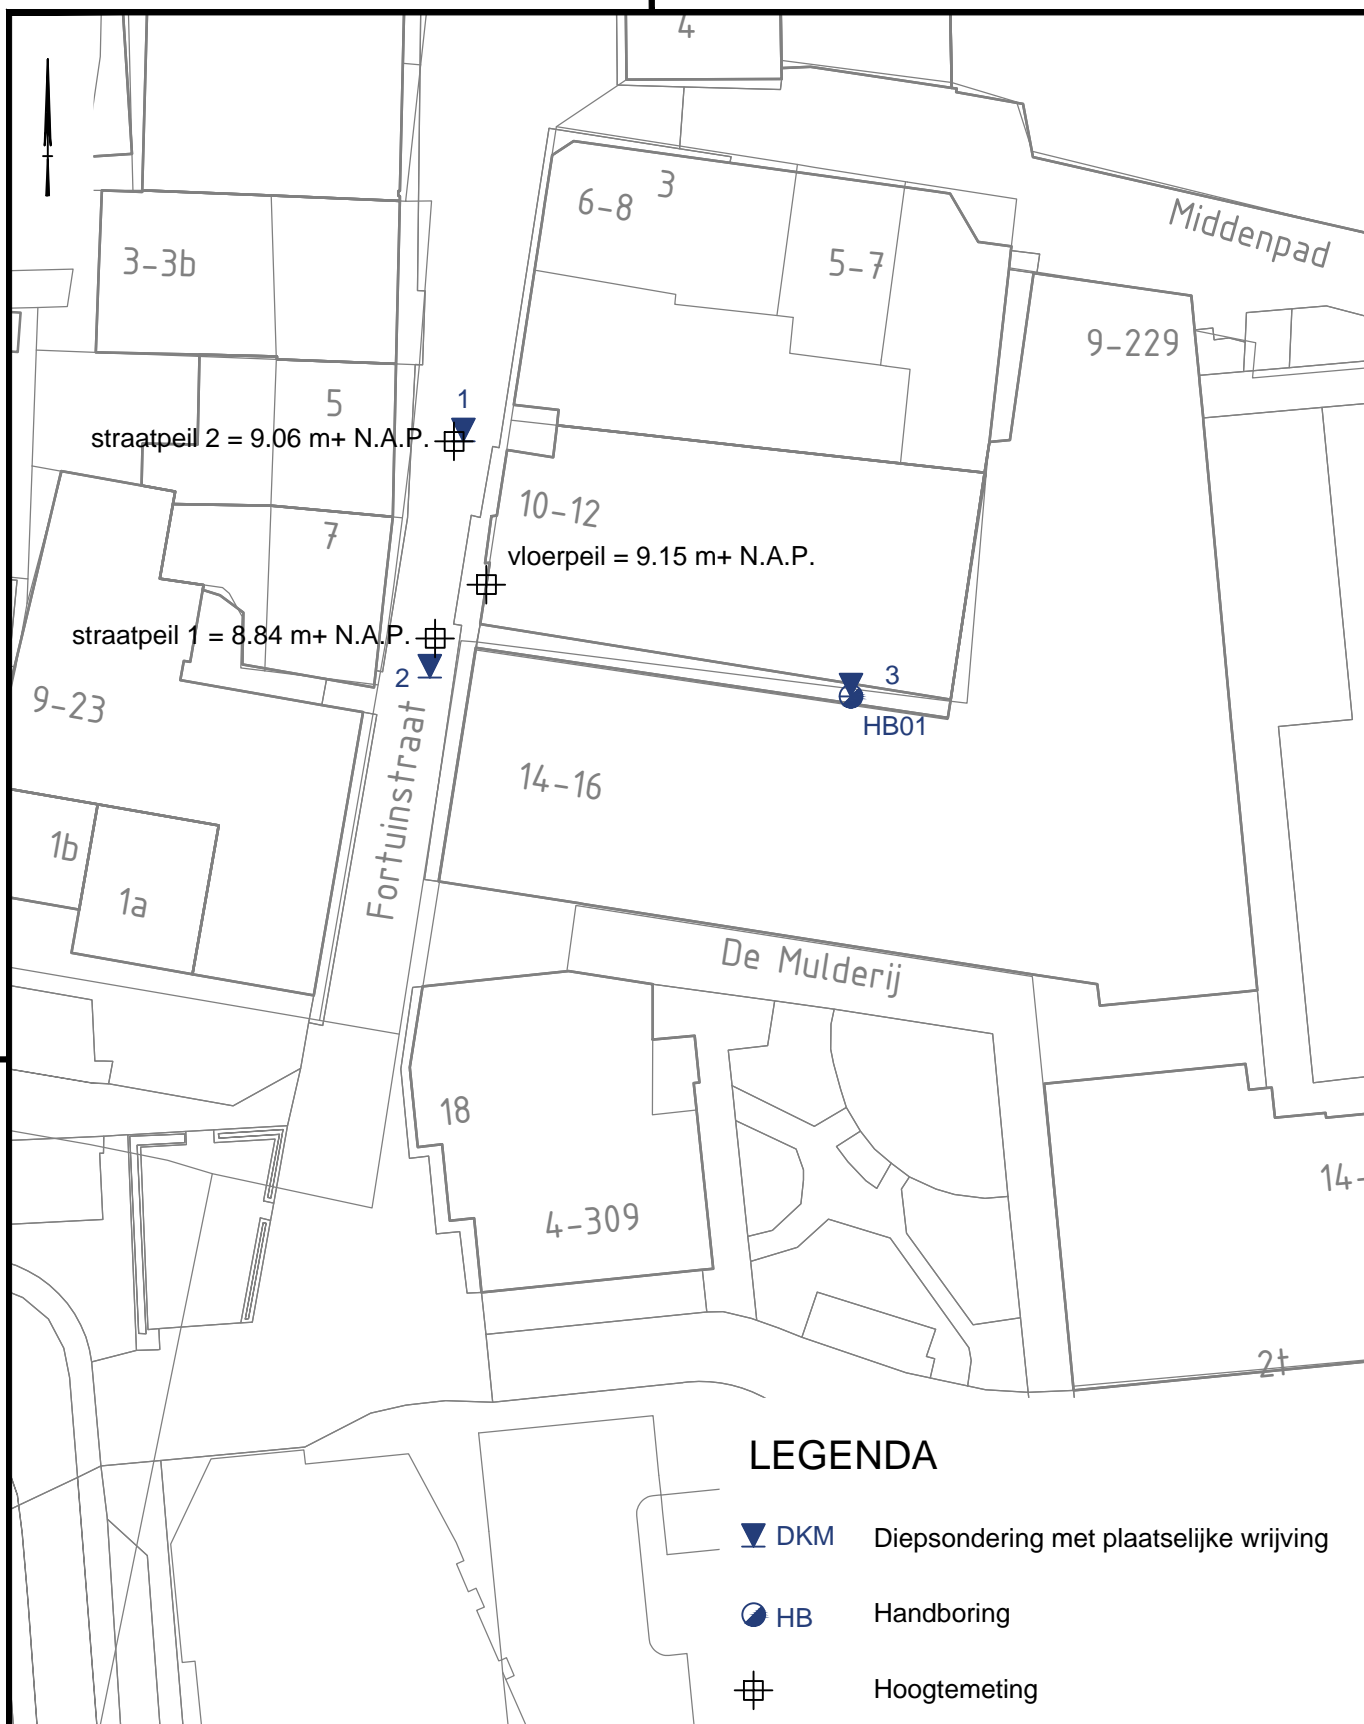 4
3
6-8
Middenpad
3-3b
5-7
9-229
5
1
straatpeil 2 = 9.06 m+ N.A.P.
10-12
7
vloerpeil = 9.15 m+ N.A.P.
straatpeil 1 = 8.84 m+ N.A.P.
2
3
9-23
HB01
Fortuinstraat
14-16
1b
1a
De Mulderij
18
14-
4-309
2t
LEGENDA
DKM Diepsondering met plaatselijke wrijving
HB Handboring
Hoogtemeting